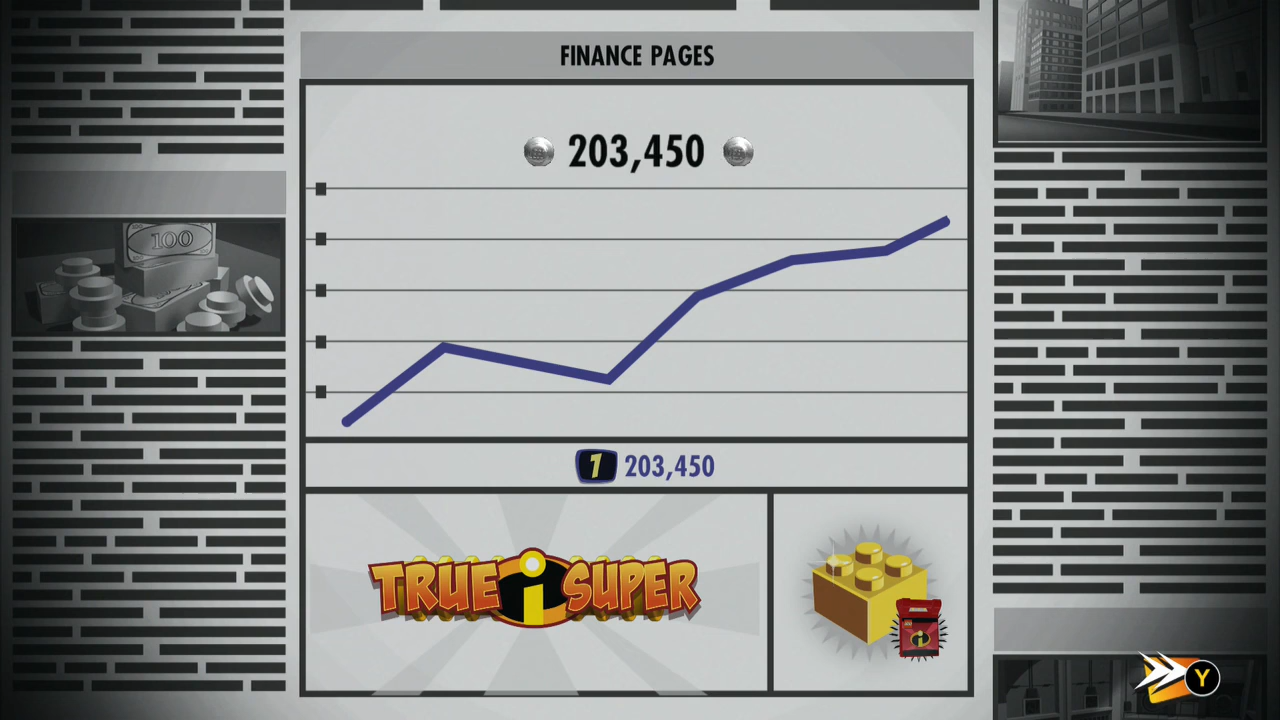 FINANCE PAGES
203,450
100
1 203,450
TRUE i SUPER
Y